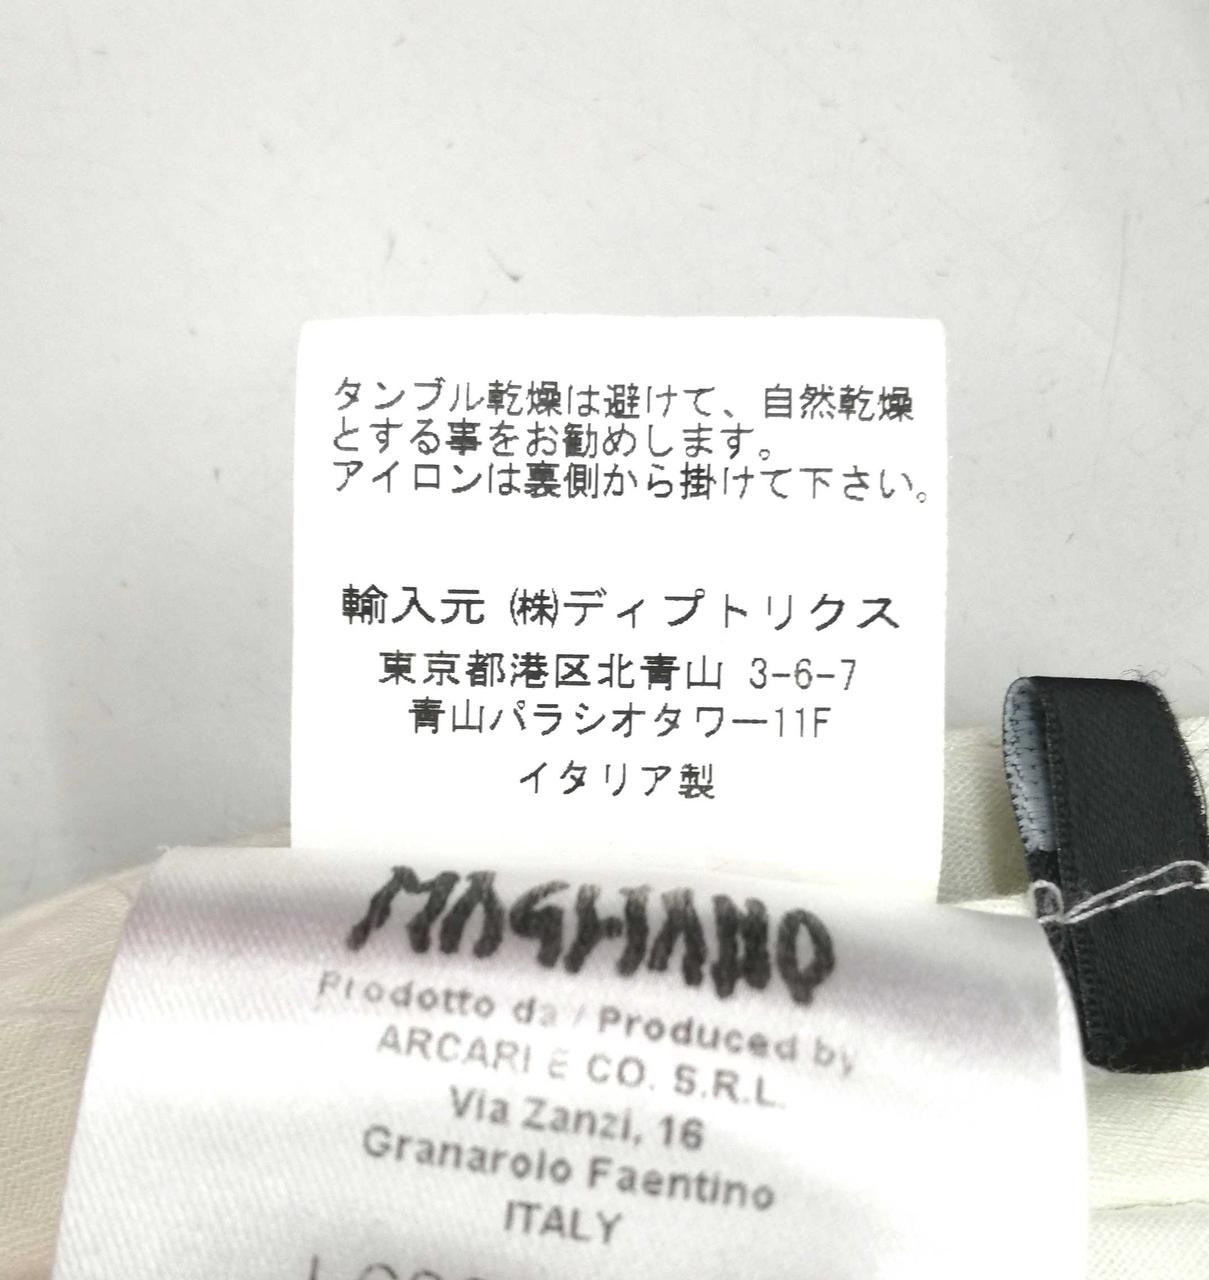 タンブル乾燥は避けて、自然乾燥
とする事をお勧めします。
アイロンは裏側から掛けて下さい。
輸入元 ㈱ディプトリクス
東京都港区北青山 3-6-7
青山パラシオタワー11F
イタリア製
MAGLIANO
Prodotto da / Produced by
ARCARI E CO. S.R.L.
Via Zanzi, 16
Granarolo Faentino
ITALY